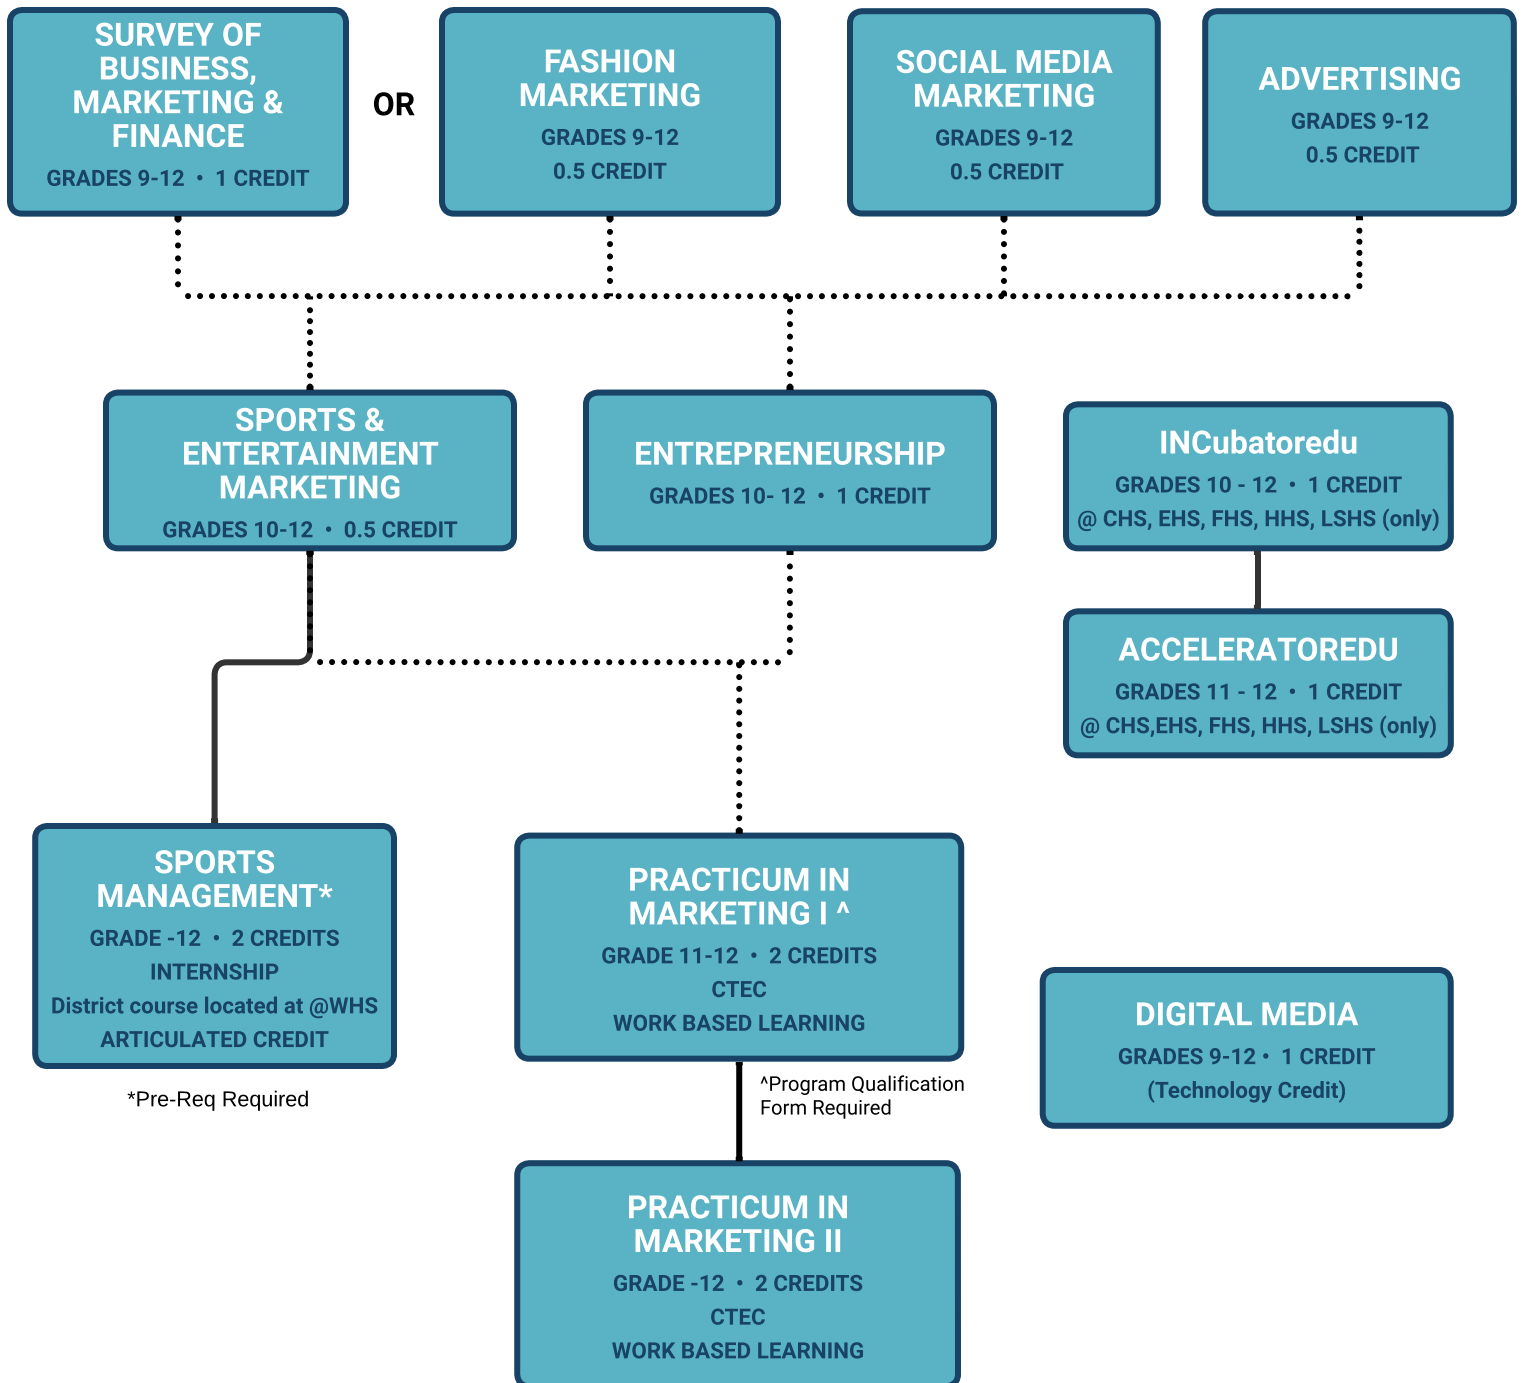 SURVEY OF
BUSINESS,
MARKETING &
FINANCE
GRADES 9-12 • 1 CREDIT
OR
FASHION
MARKETING
GRADES 9-12
0.5 CREDIT
SOCIAL MEDIA
MARKETING
GRADES 9-12
0.5 CREDIT
ADVERTISING
GRADES 9-12
0.5 CREDIT
SPORTS &
ENTERTAINMENT
MARKETING
GRADES 10-12 • 0.5 CREDIT
ENTREPRENEURSHIP
GRADES 10- 12 • 1 CREDIT
INCubatoredu
GRADES 10 - 12 • 1 CREDIT
@ CHS, EHS, FHS, HHS, LSHS (only)
ACCELERATOREDU
GRADES 11 - 12 • 1 CREDIT
@ CHS,EHS, FHS, HHS, LSHS (only)
SPORTS
MANAGEMENT*
GRADE -12 • 2 CREDITS
INTERNSHIP
District course located at @WHS
ARTICULATED CREDIT
*Pre-Req Required
PRACTICUM IN
MARKETING I ^
GRADE 11-12 • 2 CREDITS
CTEC
WORK BASED LEARNING
^Program Qualification
Form Required
DIGITAL MEDIA
GRADES 9-12 • 1 CREDIT
(Technology Credit)
PRACTICUM IN
MARKETING II
GRADE -12 • 2 CREDITS
CTEC
WORK BASED LEARNING